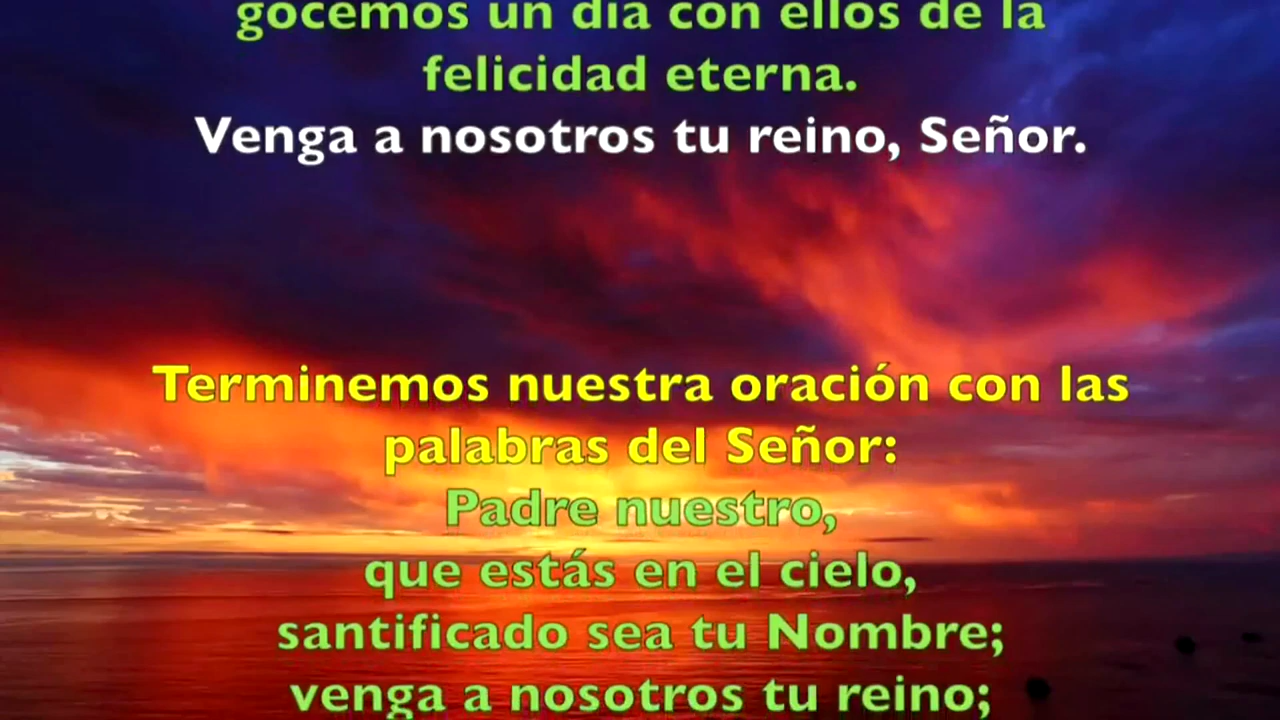 gocemos un día con ellos de la
felicidad eterna.
Venga a nosotros tu reino, Señor.
Terminemos nuestra oración con las
palabras del Señor:
Padre nuestro,
que estás en el cielo,
santificado sea tu Nombre;
venga a nosotros tu reino;